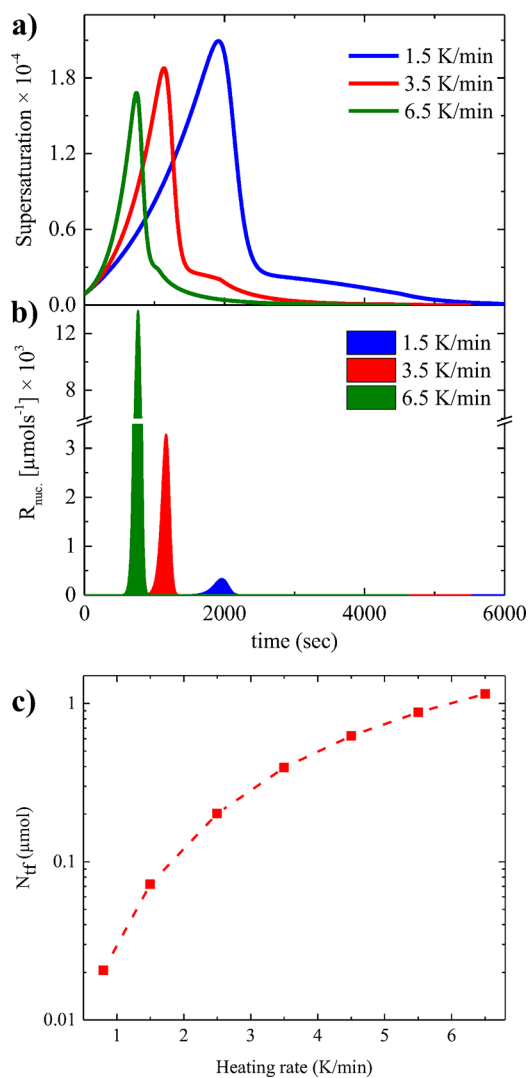 a)
Supersaturation × 10⁻⁴
1.8
1.2
0.6
0.0
1.5 K/min
3.5 K/min
6.5 K/min
b)
R_nuc. [μmols⁻¹] × 10³
12
10
8
6
3
2
1
0
1.5 K/min
3.5 K/min
6.5 K/min
0 2000 4000 6000
time (sec)
c)
N_tf (μmol)
1
0.1
0.01
1 2 3 4 5 6
Heating rate (K/min)